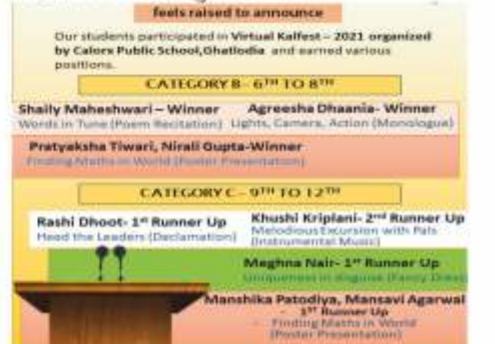 feels raised to announce
Our students participated in Virtual Kalfest – 2021 organized
by Calorx Public School,Ghatlodia and earned various
positions.
CATEGORY B - 6TH TO 8TH
Shaily Maheshwari – Winner
Words in Tune (Poem Recitation)
Agreesha Dhaania- Winner
Lights, Camera, Action (Monologue)
Pratyaksha Tiwari, Nirali Gupta-Winner
Finding Maths in World (Poster Presentation)
CATEGORY C - 9TH TO 12TH
Rashi Dhoot- 1st Runner Up
Head the Leaders (Declamation)
Khushi Kriplani- 2nd Runner Up
Melodious Excursion with Pals
(Instrumental Music)
Meghna Nair- 1st Runner Up
Uniqueness in disguise (Fancy Dress)
Manshika Patodiya, Mansavi Agarwal
- 1ST Runner Up
- Finding Maths in World
(Poster Presentation)